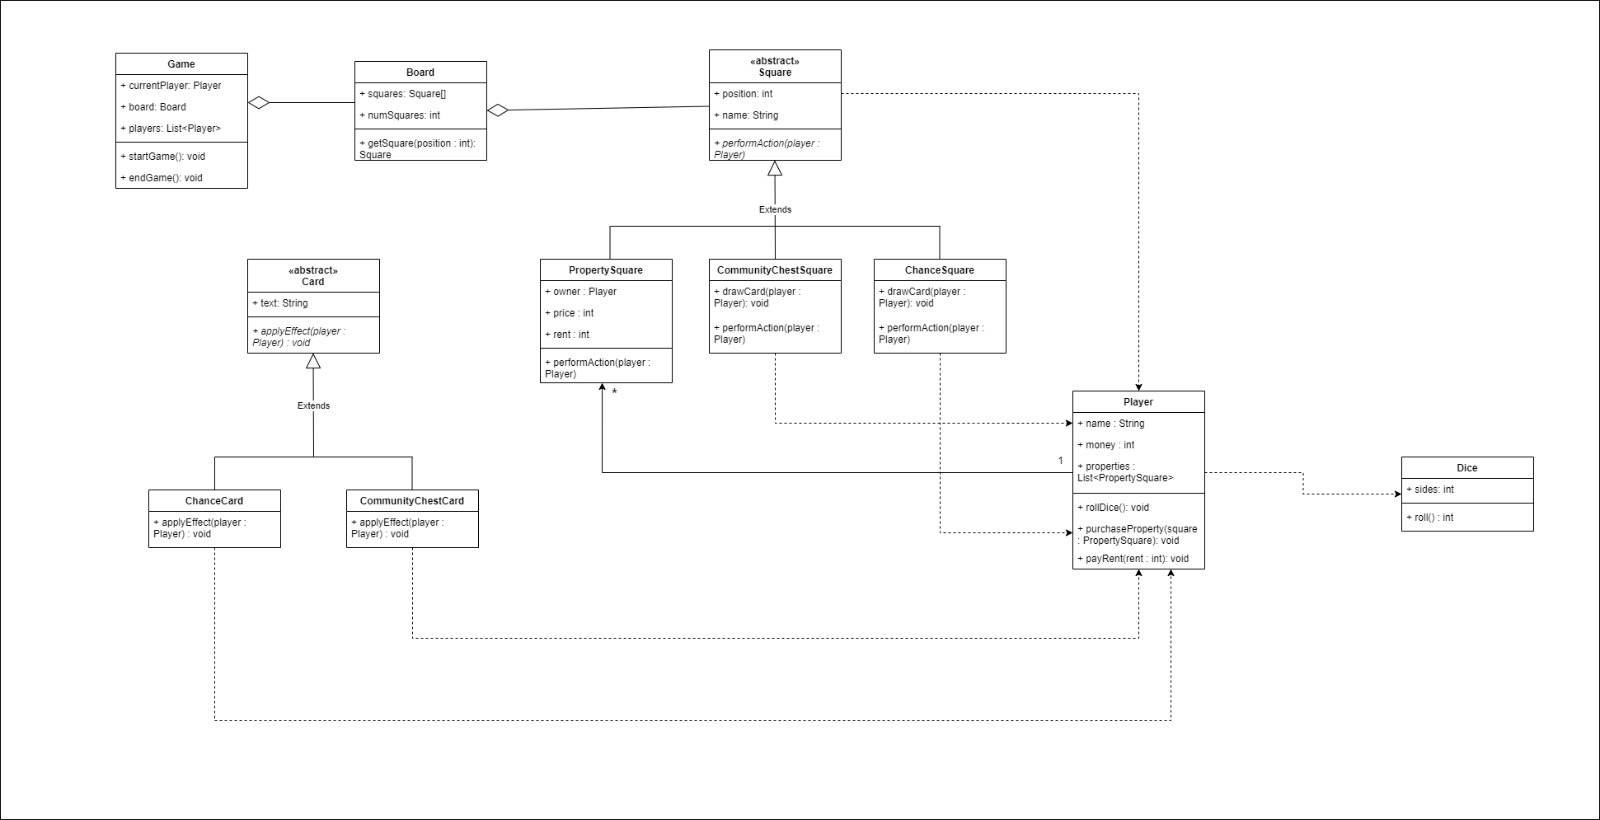 Game
+ currentPlayer: Player
+ board: Board
+ players: List<Player>
+ startGame(): void
+ endGame(): void
Board
+ squares: Square[]
+ numSquares: int
+ getSquare(position : int):
Square
«abstract»
Square
+ position: int
+ name: String
+ performAction(player :
Player)
Extends
«abstract»
Card
+ text: String
+ applyEffect(player :
Player) : void
Extends
PropertySquare
+ owner : Player
+ price : int
+ rent : int
+ performAction(player :
Player)
*
CommunityChestSquare
+ drawCard(player :
Player): void
+ performAction(player :
Player)
ChanceSquare
+ drawCard(player :
Player): void
+ performAction(player :
Player)
Player
+ name : String
+ money : int
+ properties :
List<PropertySquare>
+ rollDice(): void
+ purchaseProperty(square
: PropertySquare): void
+ payRent(rent : int): void
1
Dice
+ sides: int
+ roll() : int
ChanceCard
+ applyEffect(player :
Player) : void
CommunityChestCard
+ applyEffect(player :
Player) : void